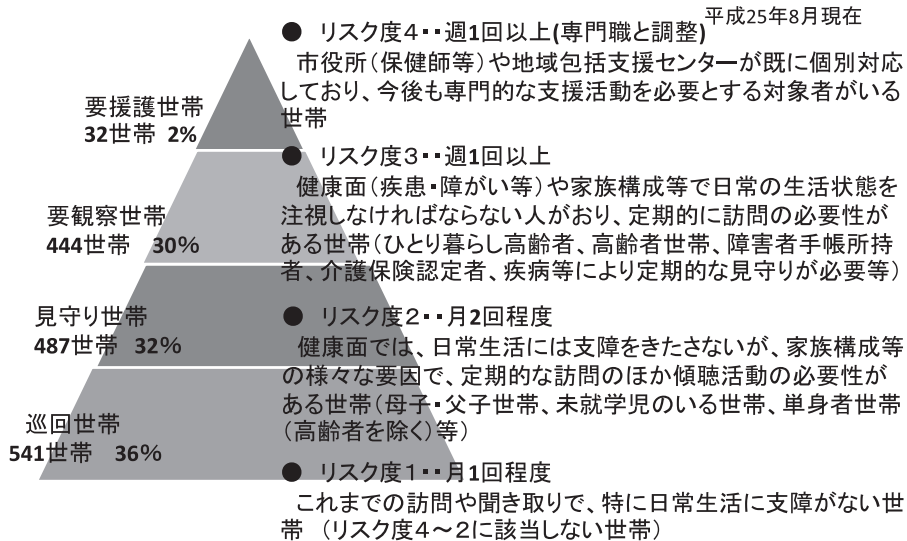 平成25年8月現在
● リスク度4・・週1回以上(専門職と調整)
市役所(保健師等)や地域包括支援センターが既に個別対応
しており、今後も専門的な支援活動を必要とする対象者がいる
世帯
要援護世帯
32世帯 2%
● リスク度3・・週1回以上
健康面(疾患・障がい等)や家族構成等で日常の生活状態を
注視しなければならない人がおり、定期的に訪問の必要性が
ある世帯(ひとり暮らし高齢者、高齢者世帯、障害者手帳所持
者、介護保険認定者、疾病等により定期的な見守りが必要等)
要観察世帯
444世帯 30%
● リスク度2・・月2回程度
健康面では、日常生活には支障をきたさないが、家族構成等
の様々な要因で、定期的な訪問のほか傾聴活動の必要性が
ある世帯(母子・父子世帯、未就学児のいる世帯、単身者世帯
(高齢者を除く)等)
見守り世帯
487世帯 32%
● リスク度1・・月1回程度
これまでの訪問や聞き取りで、特に日常生活に支障がない世
帯 (リスク度4~2に該当しない世帯)
巡回世帯
541世帯 36%